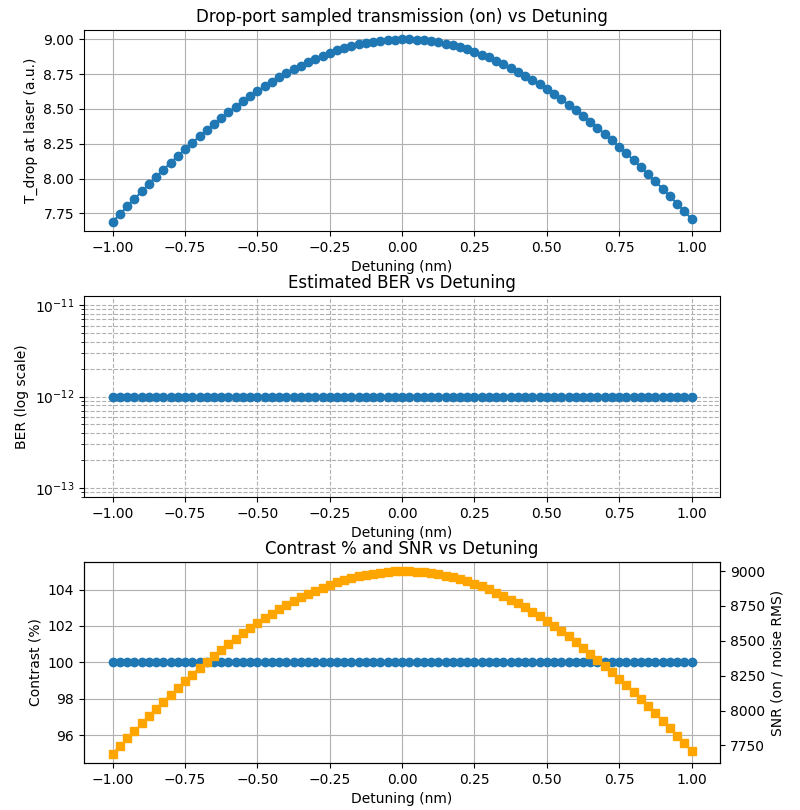 Drop-port sampled transmission (on) vs Detuning
T_drop at laser (a.u.)
9.00
8.75
8.50
8.25
8.00
7.75
−1.00 −0.75 −0.50 −0.25 0.00 0.25 0.50 0.75 1.00
Detuning (nm)
Estimated BER vs Detuning
BER (log scale)
10⁻¹¹
10⁻¹²
10⁻¹³
−1.00 −0.75 −0.50 −0.25 0.00 0.25 0.50 0.75 1.00
Detuning (nm)
Contrast % and SNR vs Detuning
Contrast (%)
104
102
100
98
96
9000
8750
8500
8250
8000
7750
SNR (on / noise RMS)
−1.00 −0.75 −0.50 −0.25 0.00 0.25 0.50 0.75 1.00
Detuning (nm)